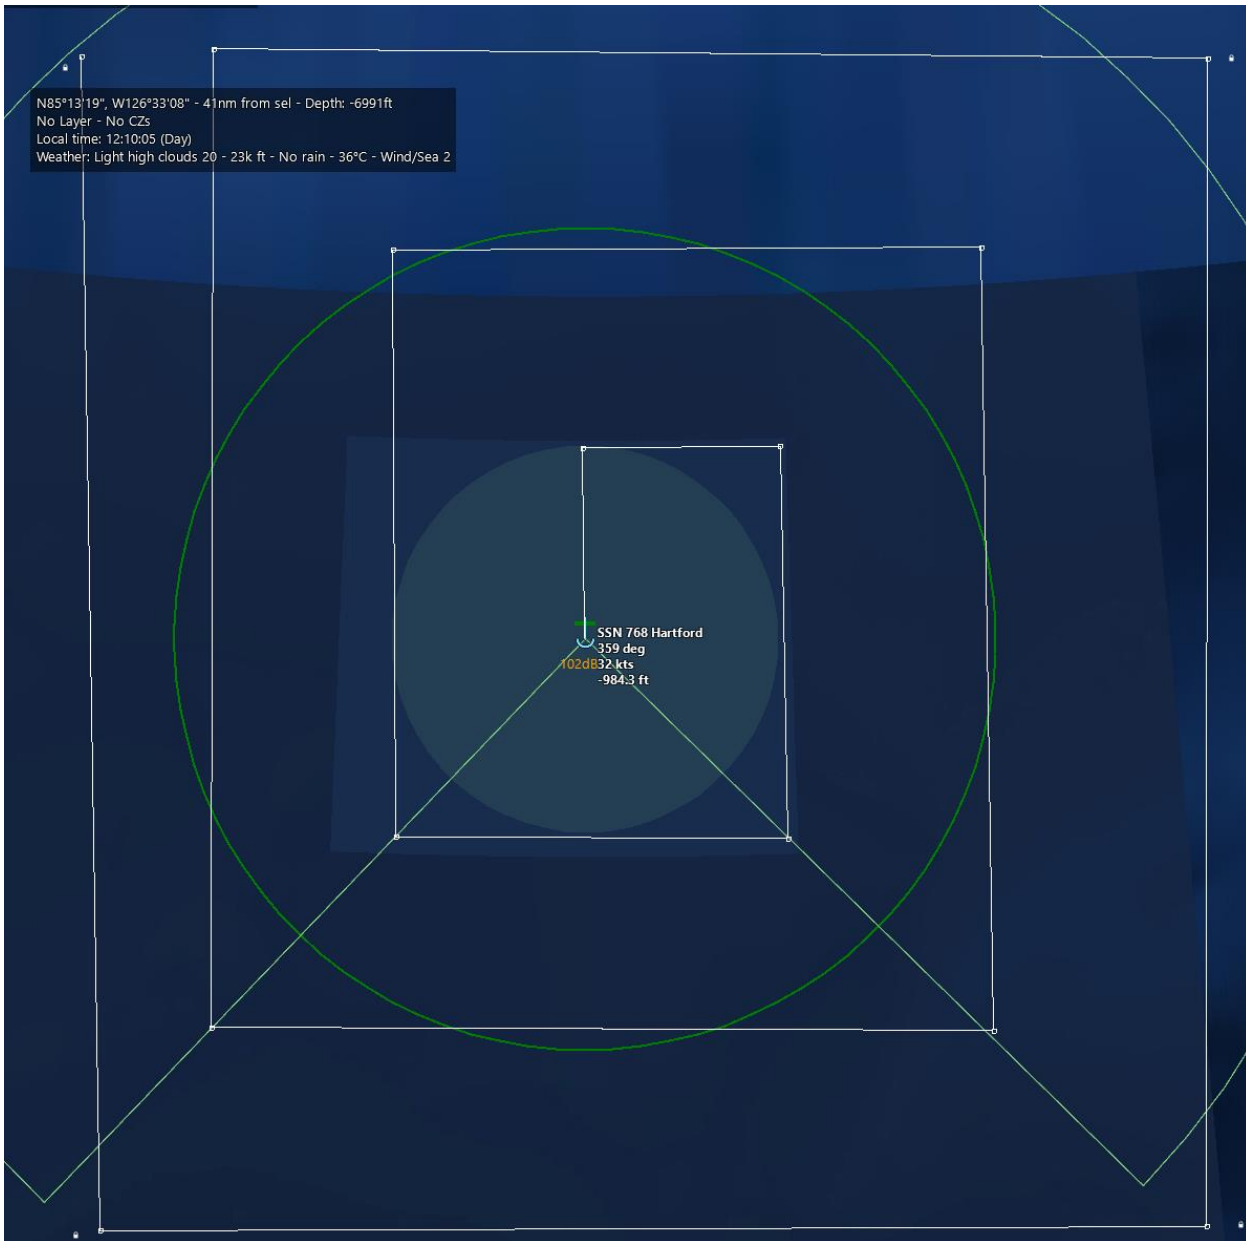 N85°13'19", W126°33'08" - 41nm from sel - Depth: -6991ft
No Layer - No CZs
Local time: 12:10:05 (Day)
Weather: Light high clouds 20 - 23k ft - No rain - 36°C - Wind/Sea 2
SSN 768 Hartford
359 deg
102dB 32 kts
-984.3 ft